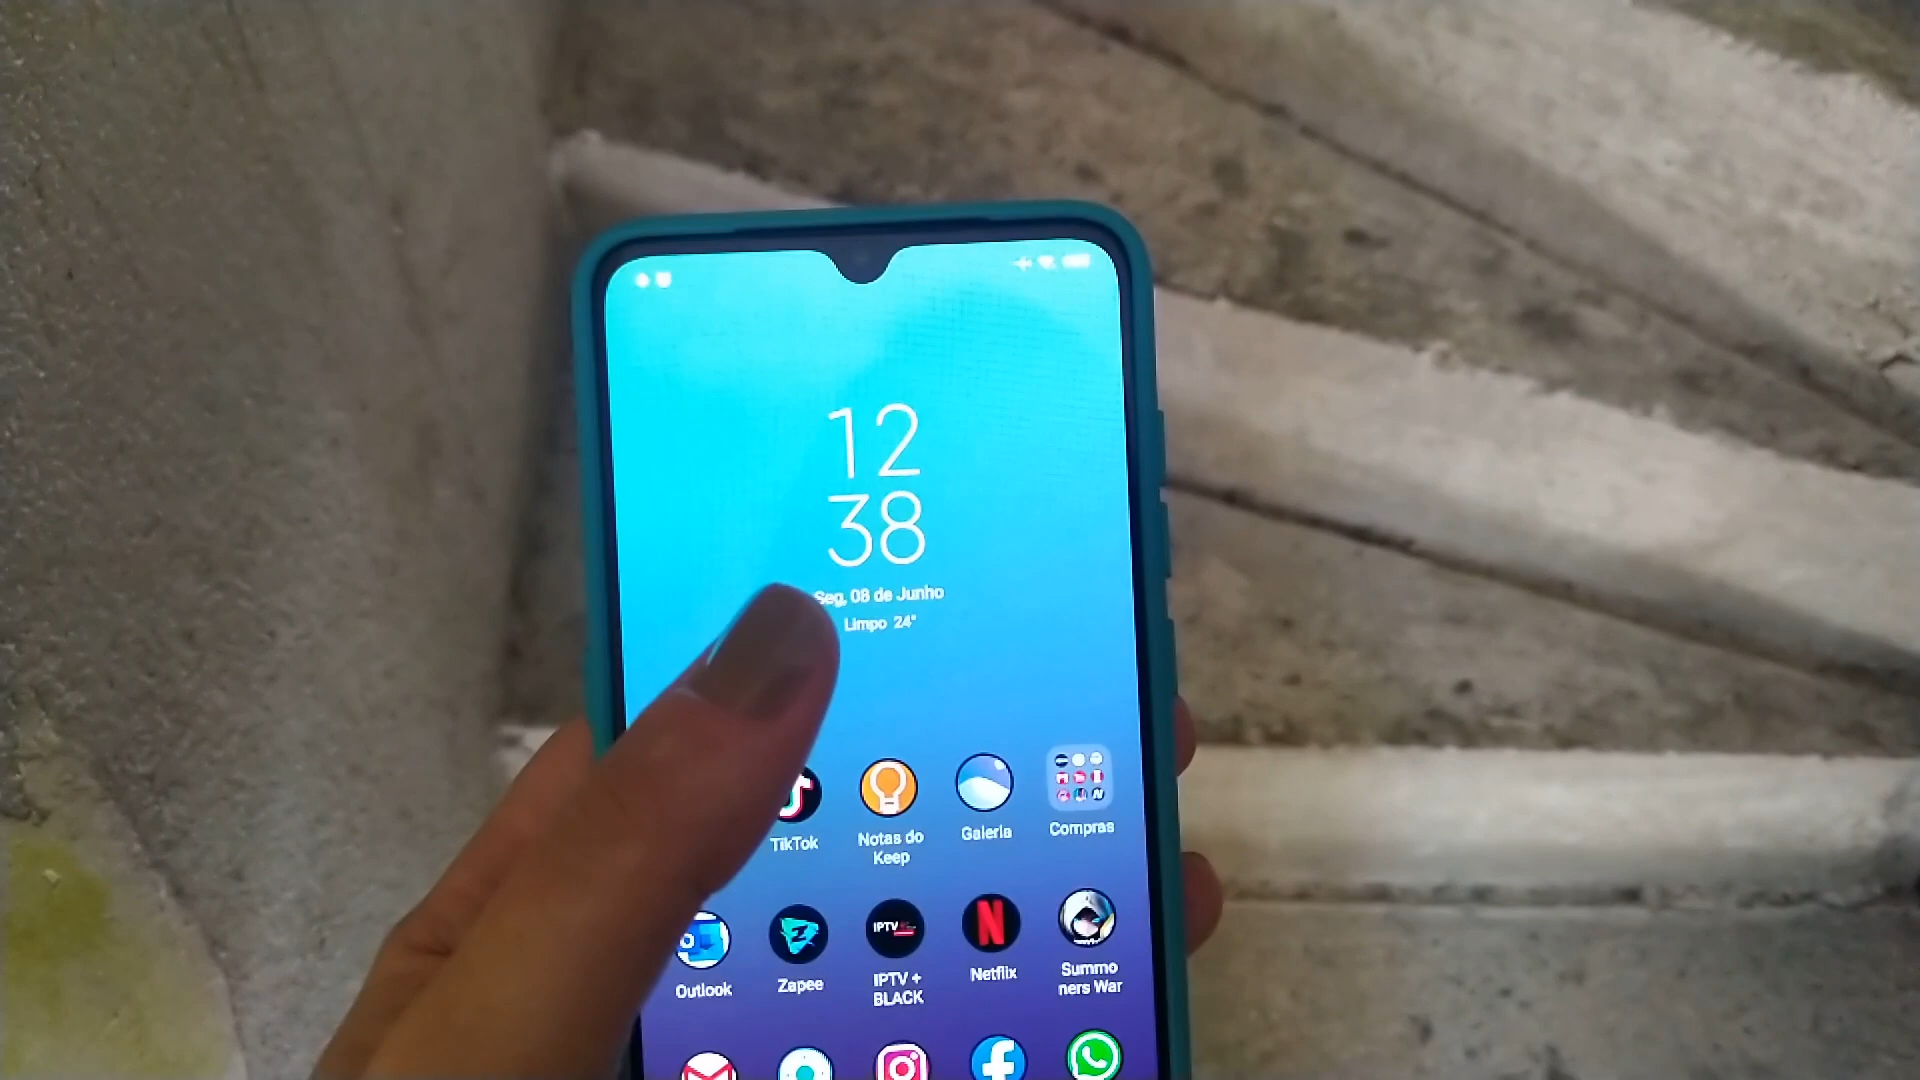 12
38
Seg, 08 de Junho
Limpo 24°
TikTok
Notas do
Keep
Galeria
Compras
IPTV
Outlook
Zapee
IPTV +
BLACK
Netflix
Summo
ners War